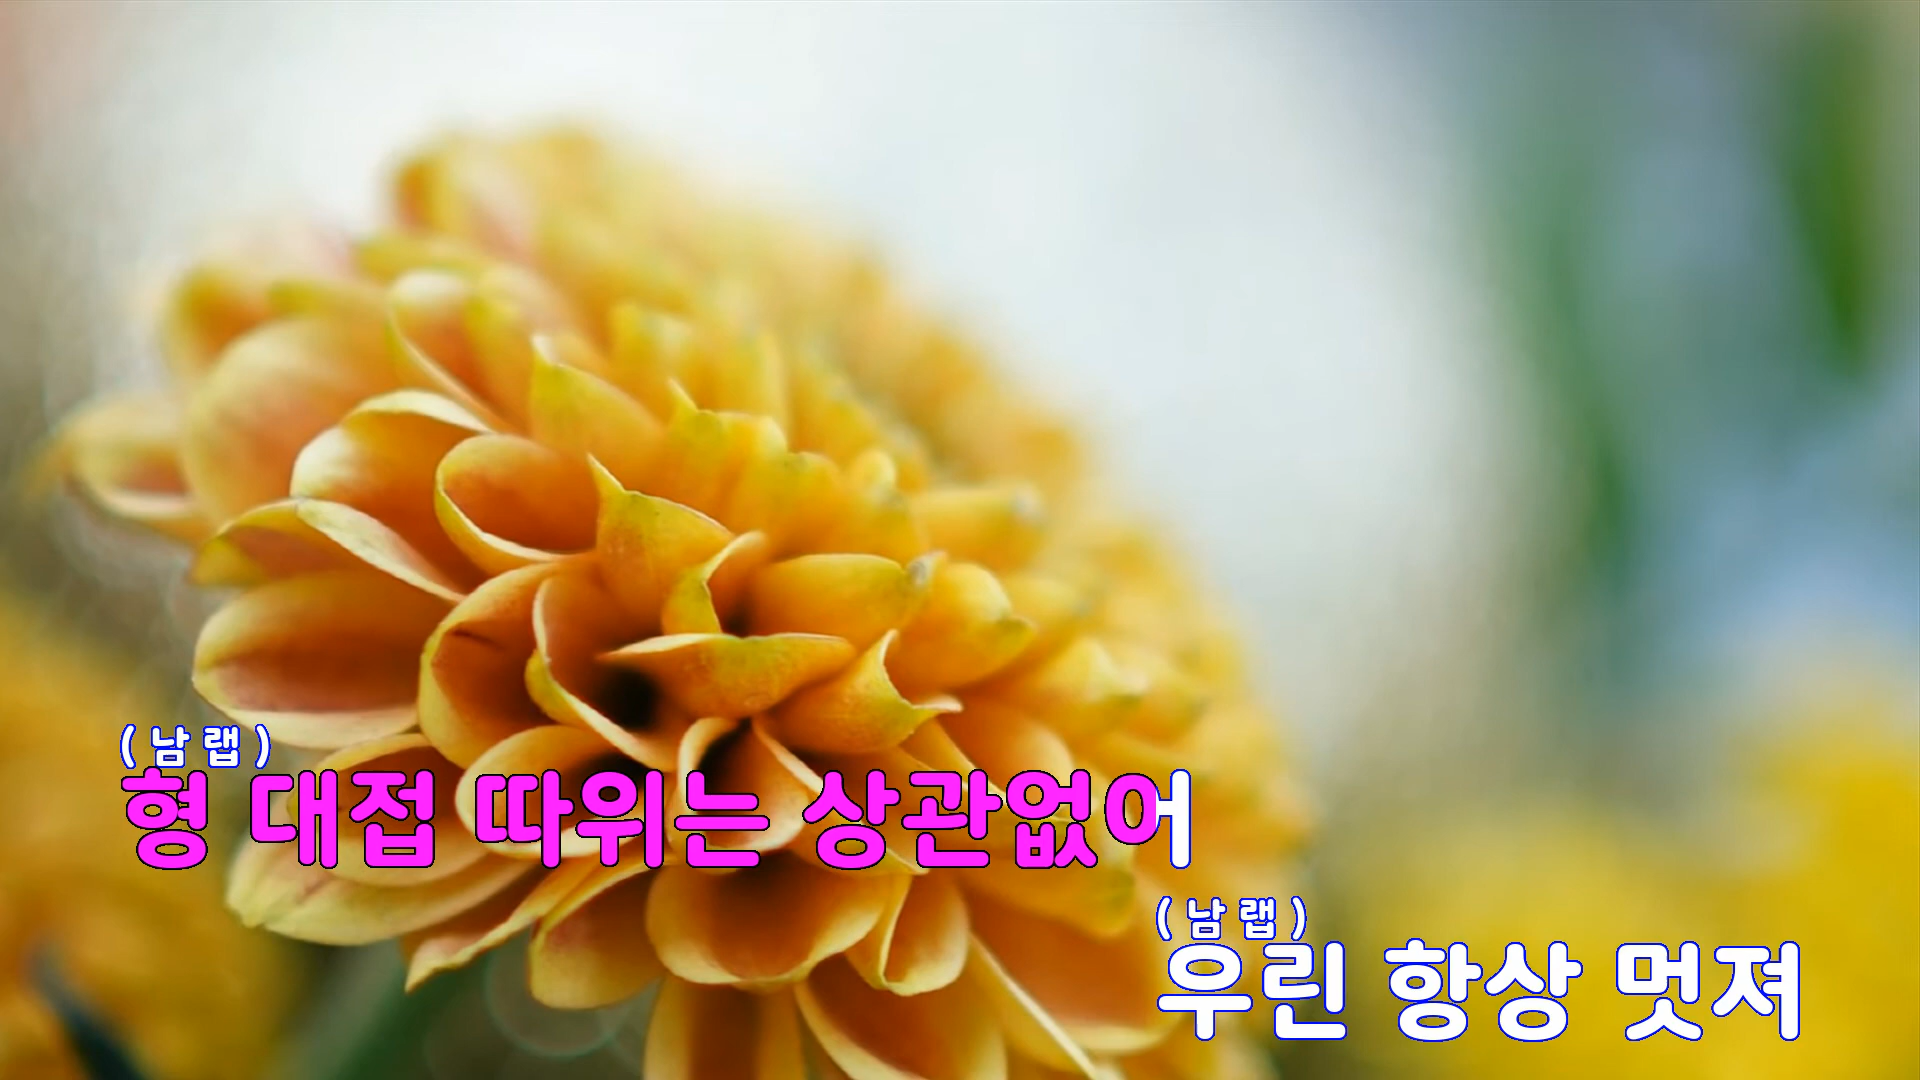 ( 남 랩 )
형 대접 따위는 상관없어
( 남 랩 )
우린 항상 멋져